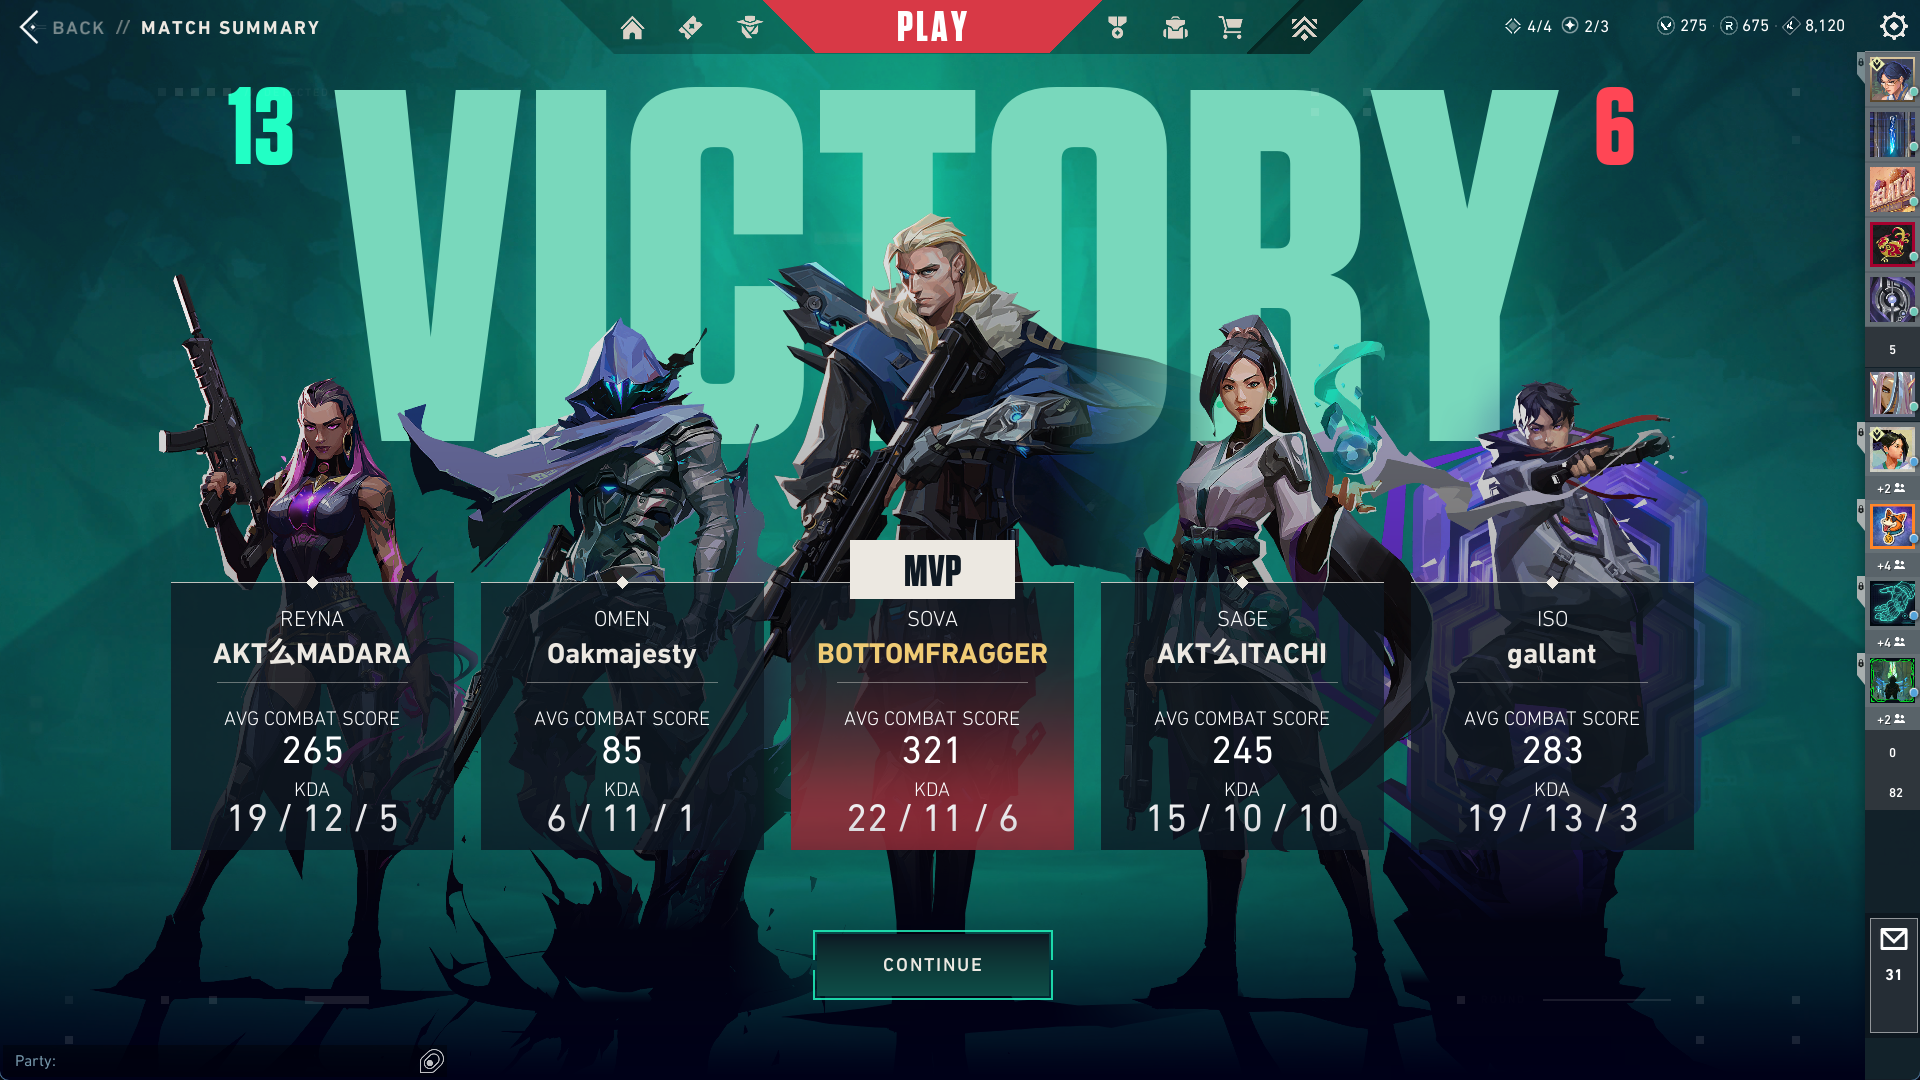 BACK // MATCH SUMMARY
PLAY
4/4 2/3 275 675 8,120
13 VICTORY 6
GELATO
5
+2
+4
+4
+2
0
82
31
MVP
REYNA
AKT么MADARA
AVG COMBAT SCORE
265
KDA
19 / 12 / 5
OMEN
Oakmajesty
AVG COMBAT SCORE
85
KDA
6 / 11 / 1
SOVA
BOTTOMFRAGGER
AVG COMBAT SCORE
321
KDA
22 / 11 / 6
SAGE
AKT么ITACHI
AVG COMBAT SCORE
245
KDA
15 / 10 / 10
ISO
gallant
AVG COMBAT SCORE
283
KDA
19 / 13 / 3
CONTINUE
Party: